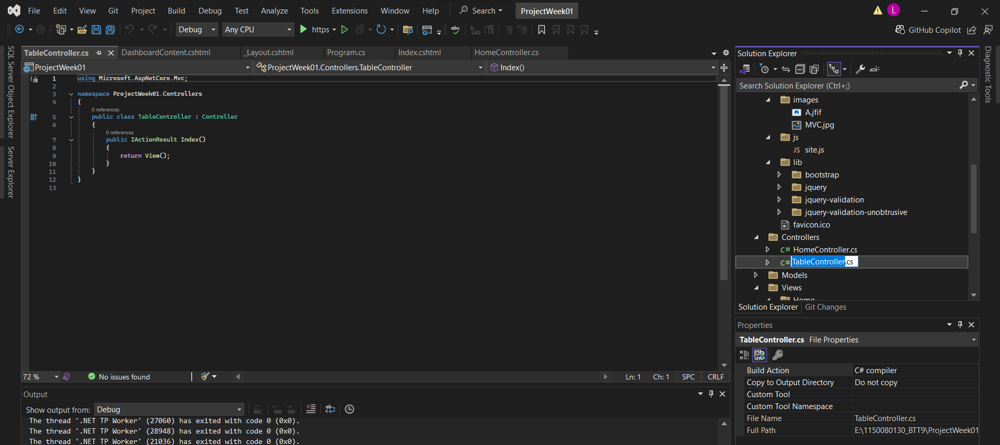 File Edit View Git Project Build Debug Test Analyze Tools Extensions Window Help Search ProjectWeek01 L
Debug Any CPU https abc GitHub Copilot
SQL Server Object Explorer
Server Explorer
TableController.cs DashboardContent.cshtml _Layout.cshtml Program.cs Index.cshtml HomeController.cs
ProjectWeek01 ProjectWeek01.Controllers.TableController Index()
1 using Microsoft.AspNetCore.Mvc;
2
3 namespace ProjectWeek01.Controllers
4 {
0 references
5 public class TableController : Controller
6 {
0 references
7 public IActionResult Index()
8 {
9 return View();
10 }
11 }
12 }
13
72 % No issues found Ln: 1 Ch: 1 SPC CRLF
Output
Show output from: Debug
The thread '.NET TP Worker' (27060) has exited with code 0 (0x0).
The thread '.NET TP Worker' (28948) has exited with code 0 (0x0).
The thread '.NET TP Worker' (21036) has exited with code 0 (0x0).
Solution Explorer
Search Solution Explorer (Ctrl+;)
images
A.jfif
MVC.jpg
js
JS site.js
lib
bootstrap
jquery
jquery-validation
jquery-validation-unobtrusive
favicon.ico
Controllers
C# HomeController.cs
C# TableController.cs
Models
Views
Home
Solution Explorer Git Changes
Properties
TableController.cs File Properties
Build Action C# compiler
Copy to Output Directory Do not copy
Custom Tool
Custom Tool Namespace
File Name TableController.cs
Full Path E:\1150080130_BTT9\ProjectWeek01
Diagnostic Tools